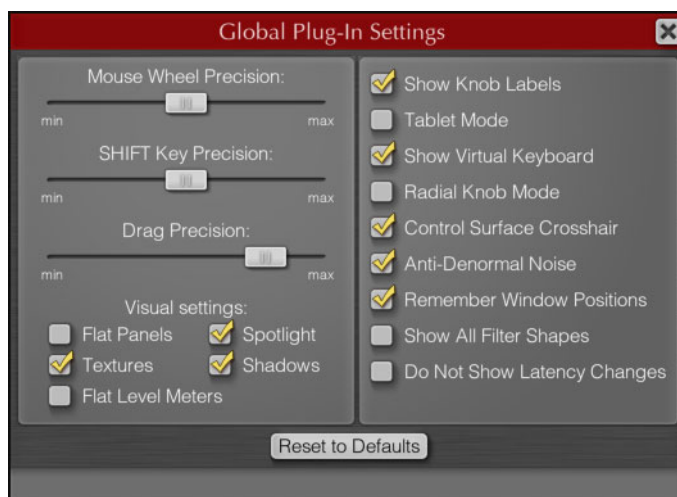 Global Plug-In Settings
Mouse Wheel Precision:
min max
SHIFT Key Precision:
min max
Drag Precision:
min max
Visual settings:
Flat Panels Spotlight
Textures Shadows
Flat Level Meters
Show Knob Labels
Tablet Mode
Show Virtual Keyboard
Radial Knob Mode
Control Surface Crosshair
Anti-Denormal Noise
Remember Window Positions
Show All Filter Shapes
Do Not Show Latency Changes
Reset to Defaults